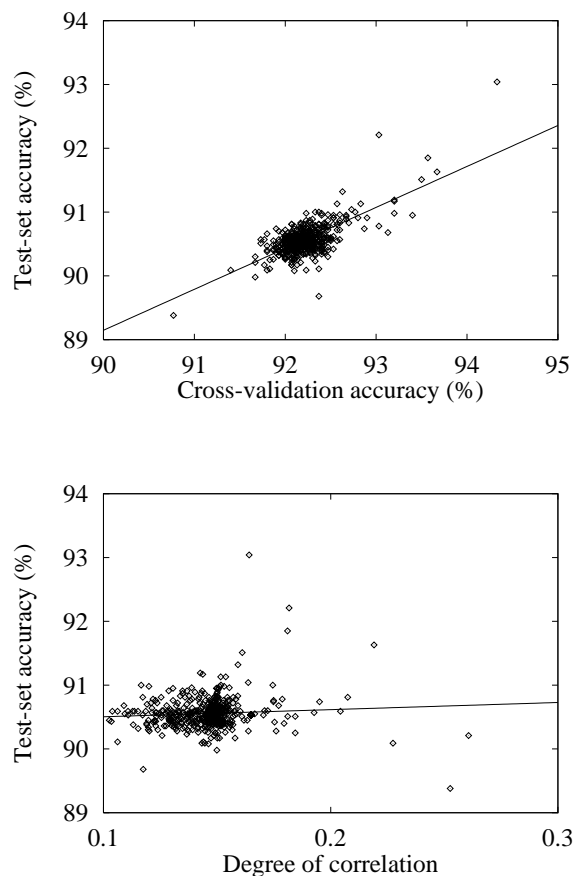 94
93
92
91
90
89
Test-set accuracy (%)
90 91 92 93 94 95
Cross-validation accuracy (%)
94
93
92
91
90
89
Test-set accuracy (%)
0.1 0.2 0.3
Degree of correlation